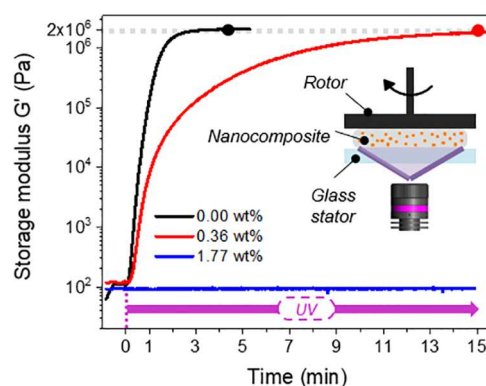 Storage modulus G' (Pa)
2x10⁶
10⁶
10⁵
10⁴
10³
10²
Rotor
Nanocomposite
Glass
stator
0.00 wt%
0.36 wt%
1.77 wt%
UV
0 1 3 5 7 9 11 13 15
Time (min)